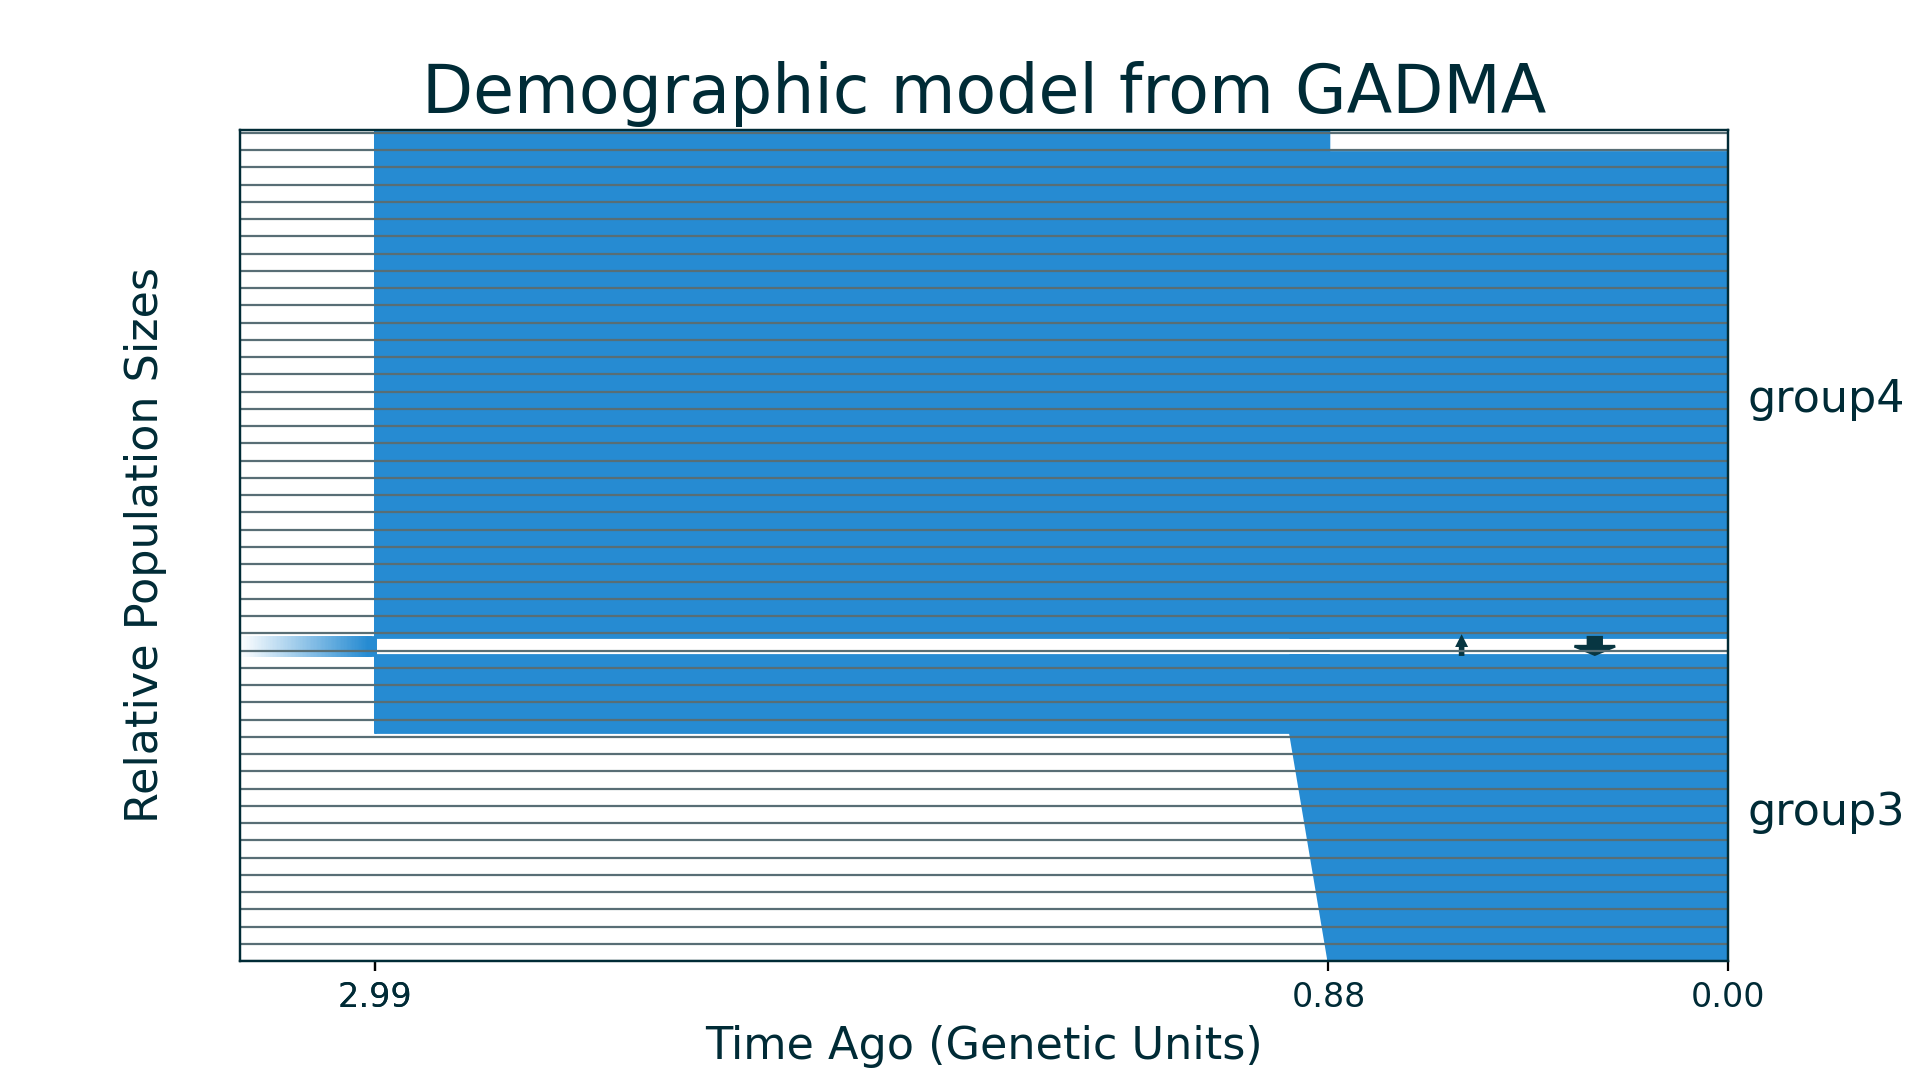 Demographic model from GADMA
Relative Population Sizes
group4
group3
2.99
0.88
0.00
Time Ago (Genetic Units)